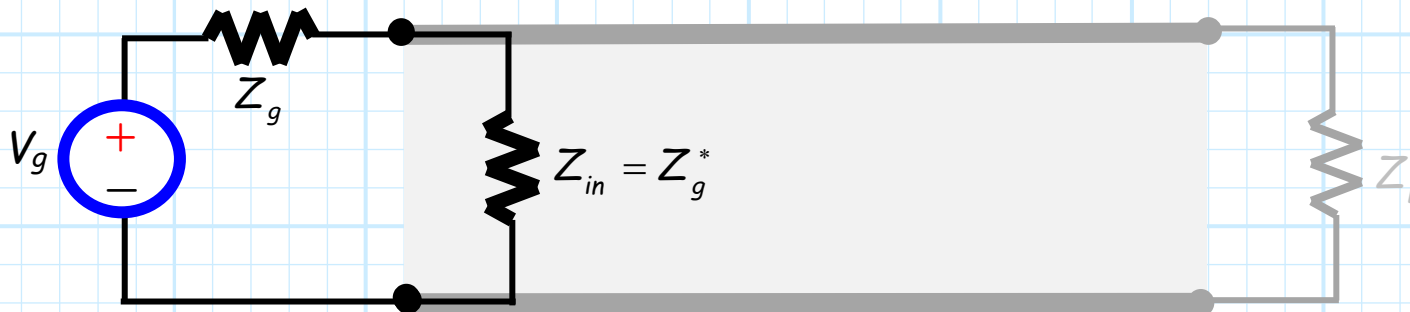 Z_g
V_g
+
−
Z_in = Z_g^*
Z